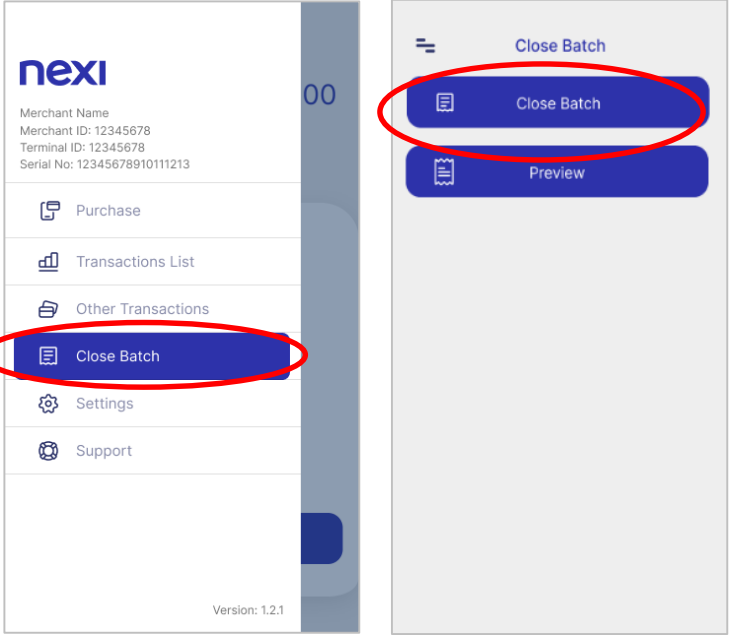 nexi
00
Merchant Name
Merchant ID: 12345678
Terminal ID: 12345678
Serial No: 12345678910111213
Purchase
Transactions List
Other Transactions
Close Batch
Settings
Support
Version: 1.2.1
Close Batch
Close Batch
Preview